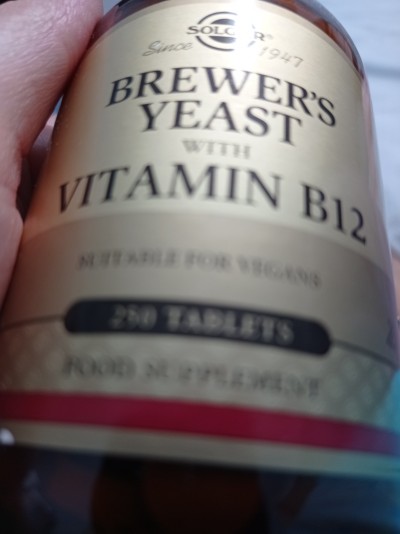 SOLGAR®
Since 1947
BREWER'S
YEAST
WITH
VITAMIN B12
SUITABLE FOR VEGANS
250 TABLETS
FOOD SUPPLEMENT